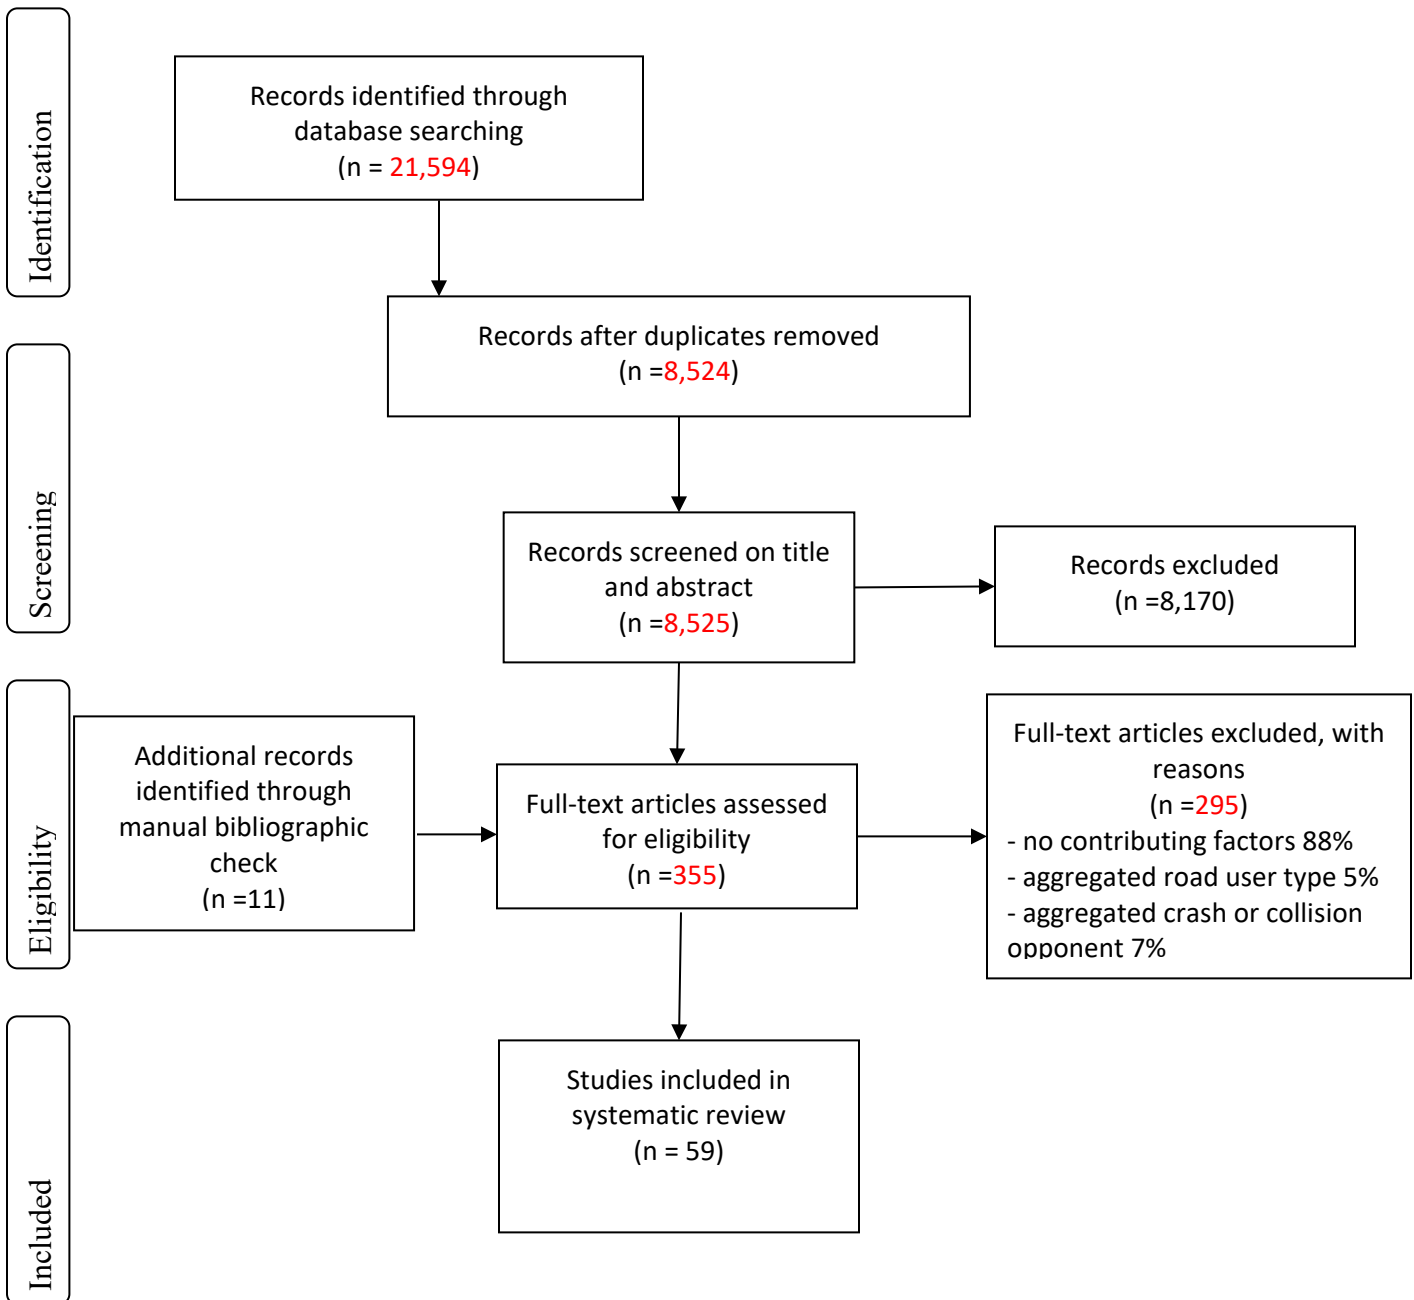 Identification
Records identified through
database searching
(n = 21,594)
Records after duplicates removed
(n =8,524)
Screening
Records screened on title
and abstract
(n =8,525)
Records excluded
(n =8,170)
Eligibility
Additional records
identified through
manual bibliographic
check
(n =11)
Full-text articles assessed
for eligibility
(n =355)
Full-text articles excluded, with
reasons
(n =295)
- no contributing factors 88%
- aggregated road user type 5%
- aggregated crash or collision
opponent 7%
Included
Studies included in
systematic review
(n = 59)